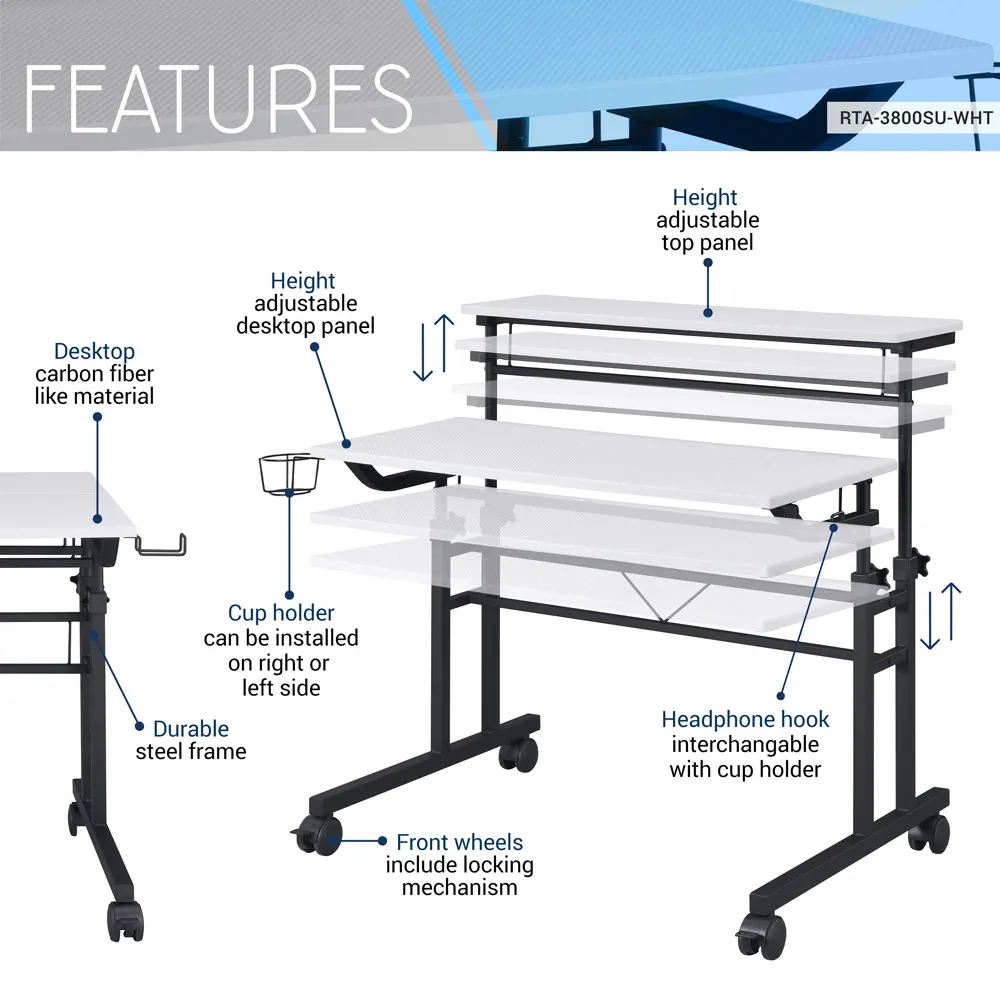 FEATURES
RTA-3800SU-WHT
Height
adjustable
top panel
Height
adjustable
desktop panel
Desktop
carbon fiber
like material
Cup holder
can be installed
on right or
left side
Durable
steel frame
Headphone hook
interchangable
with cup holder
Front wheels
include locking
mechanism